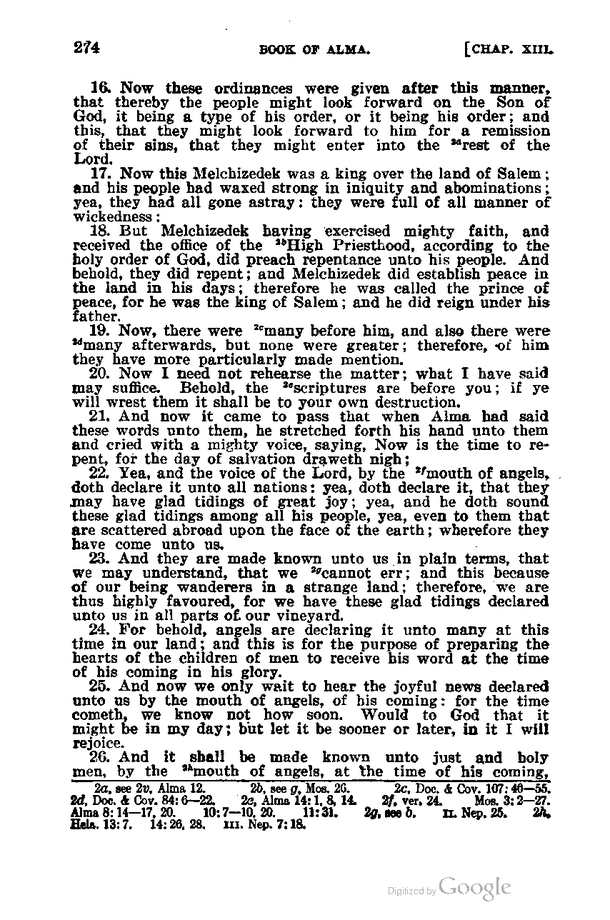 274 BOOK OF ALMA. [CHAP. XIII.
16. Now these ordinances were given after this manner,
that thereby the people might look forward on the Son of
God, it being a type of his order, or it being his order; and
this, that they might look forward to him for a remission
of their sins, that they might enter into the 2arest of the
Lord.
17. Now this Melchizedek was a king over the land of Salem;
and his people had waxed strong in iniquity and abominations;
yea, they had all gone astray: they were full of all manner of
wickedness:
18. But Melchizedek having exercised mighty faith, and
received the office of the 2bHigh Priesthood, according to the
holy order of God, did preach repentance unto his people. And
behold, they did repent; and Melchizedek did establish peace in
the land in his days; therefore he was called the prince of
peace, for he was the king of Salem; and he did reign under his
father.
19. Now, there were 2cmany before him, and also there were
2dmany afterwards, but none were greater; therefore, of him
they have more particularly made mention.
20. Now I need not rehearse the matter; what I have said
may suffice. Behold, the 2escriptures are before you; if ye
will wrest them it shall be to your own destruction.
21. And now it came to pass that when Alma had said
these words unto them, he stretched forth his hand unto them
and cried with a mighty voice, saying, Now is the time to re-
pent, for the day of salvation draweth nigh;
22. Yea, and the voice of the Lord, by the 2fmouth of angels,
doth declare it unto all nations: yea, doth declare it, that they
may have glad tidings of great joy; yea, and he doth sound
these glad tidings among all his people, yea, even to them that
are scattered abroad upon the face of the earth; wherefore they
have come unto us.
23. And they are made known unto us in plain terms, that
we may understand, that we 2gcannot err; and this because
of our being wanderers in a strange land; therefore, we are
thus highly favoured, for we have these glad tidings declared
unto us in all parts of our vineyard.
24. For behold, angels are declaring it unto many at this
time in our land; and this is for the purpose of preparing the
hearts of the children of men to receive his word at the time
of his coming in his glory.
25. And now we only wait to hear the joyful news declared
unto us by the mouth of angels, of his coming: for the time
cometh, we know not how soon. Would to God that it
might be in my day; but let it be sooner or later, in it I will
rejoice.
26. And it shall be made known unto just and holy
men, by the 2hmouth of angels, at the time of his coming,
2a, see 2v, Alma 12. 2b, see g, Mos. 26. 2c, Doc. & Cov. 107: 40—55.
2d, Doc. & Cov. 84: 6—22. 2e, Alma 14: 1, 8, 14. 2f, ver. 24. Mos. 3: 2—27.
Alma 8: 14—17, 20. 10: 7—10, 20. 11: 31. 2g, see b. II. Nep. 25. 2h,
Hela. 13: 7. 14: 26, 28. III. Nep. 7: 18.
Digitized by Google